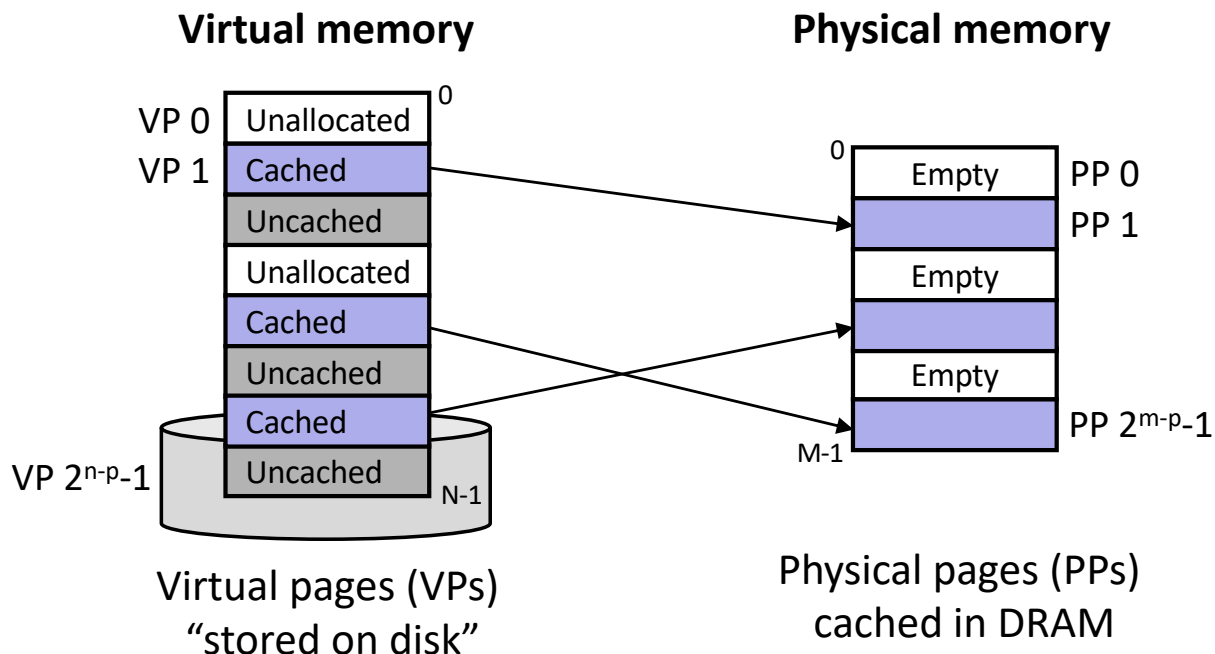 Virtual memory
Physical memory
0
VP 0
Unallocated
VP 1
Cached
Uncached
Unallocated
Cached
Uncached
Cached
VP 2ⁿ⁻ᵖ-1
Uncached
N-1
0
Empty
PP 0
PP 1
Empty
Empty
PP 2ᵐ⁻ᵖ-1
M-1
Virtual pages (VPs)
“stored on disk”
Physical pages (PPs)
cached in DRAM